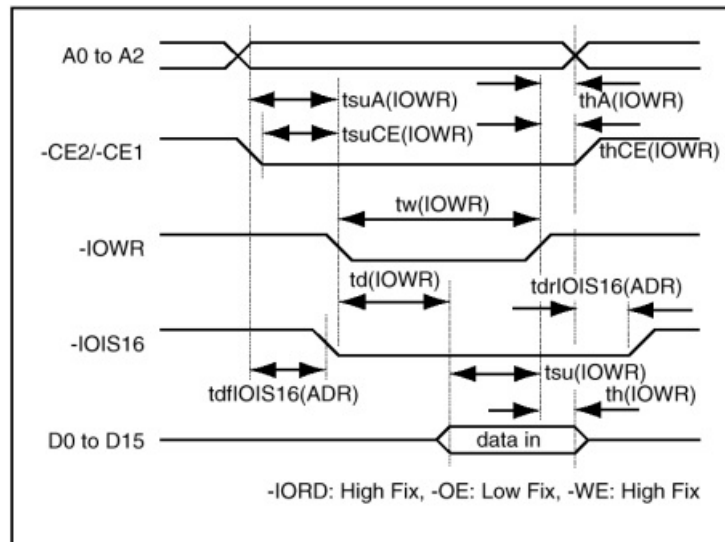 A0 to A2
tsuA(IOWR)
thA(IOWR)
tsuCE(IOWR)
-CE2/-CE1
thCE(IOWR)
tw(IOWR)
-IOWR
td(IOWR)
tdrIOIS16(ADR)
-IOIS16
tsu(IOWR)
tdfIOIS16(ADR)
th(IOWR)
D0 to D15
data in
-IORD: High Fix, -OE: Low Fix, -WE: High Fix